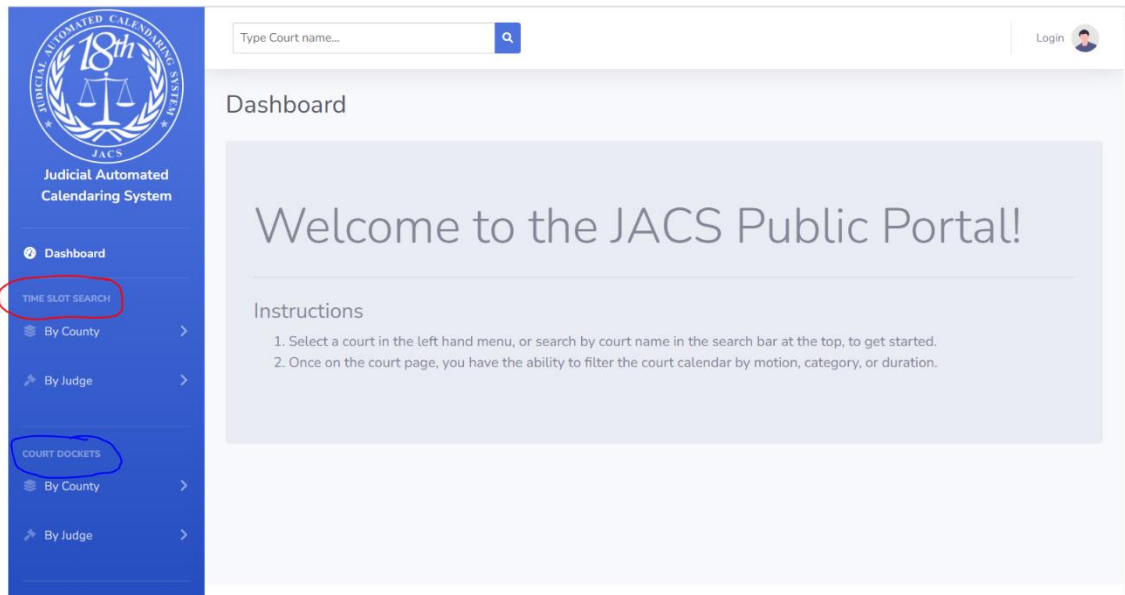 JUDICIAL AUTOMATED CALENDARING SYSTEM
18th
JACS
Judicial Automated
Calendaring System
Dashboard
TIME SLOT SEARCH
By County
By Judge
COURT DOCKETS
By County
By Judge
Type Court name...
Login
Dashboard
Welcome to the JACS Public Portal!
Instructions
1. Select a court in the left hand menu, or search by court name in the search bar at the top, to get started.
2. Once on the court page, you have the ability to filter the court calendar by motion, category, or duration.